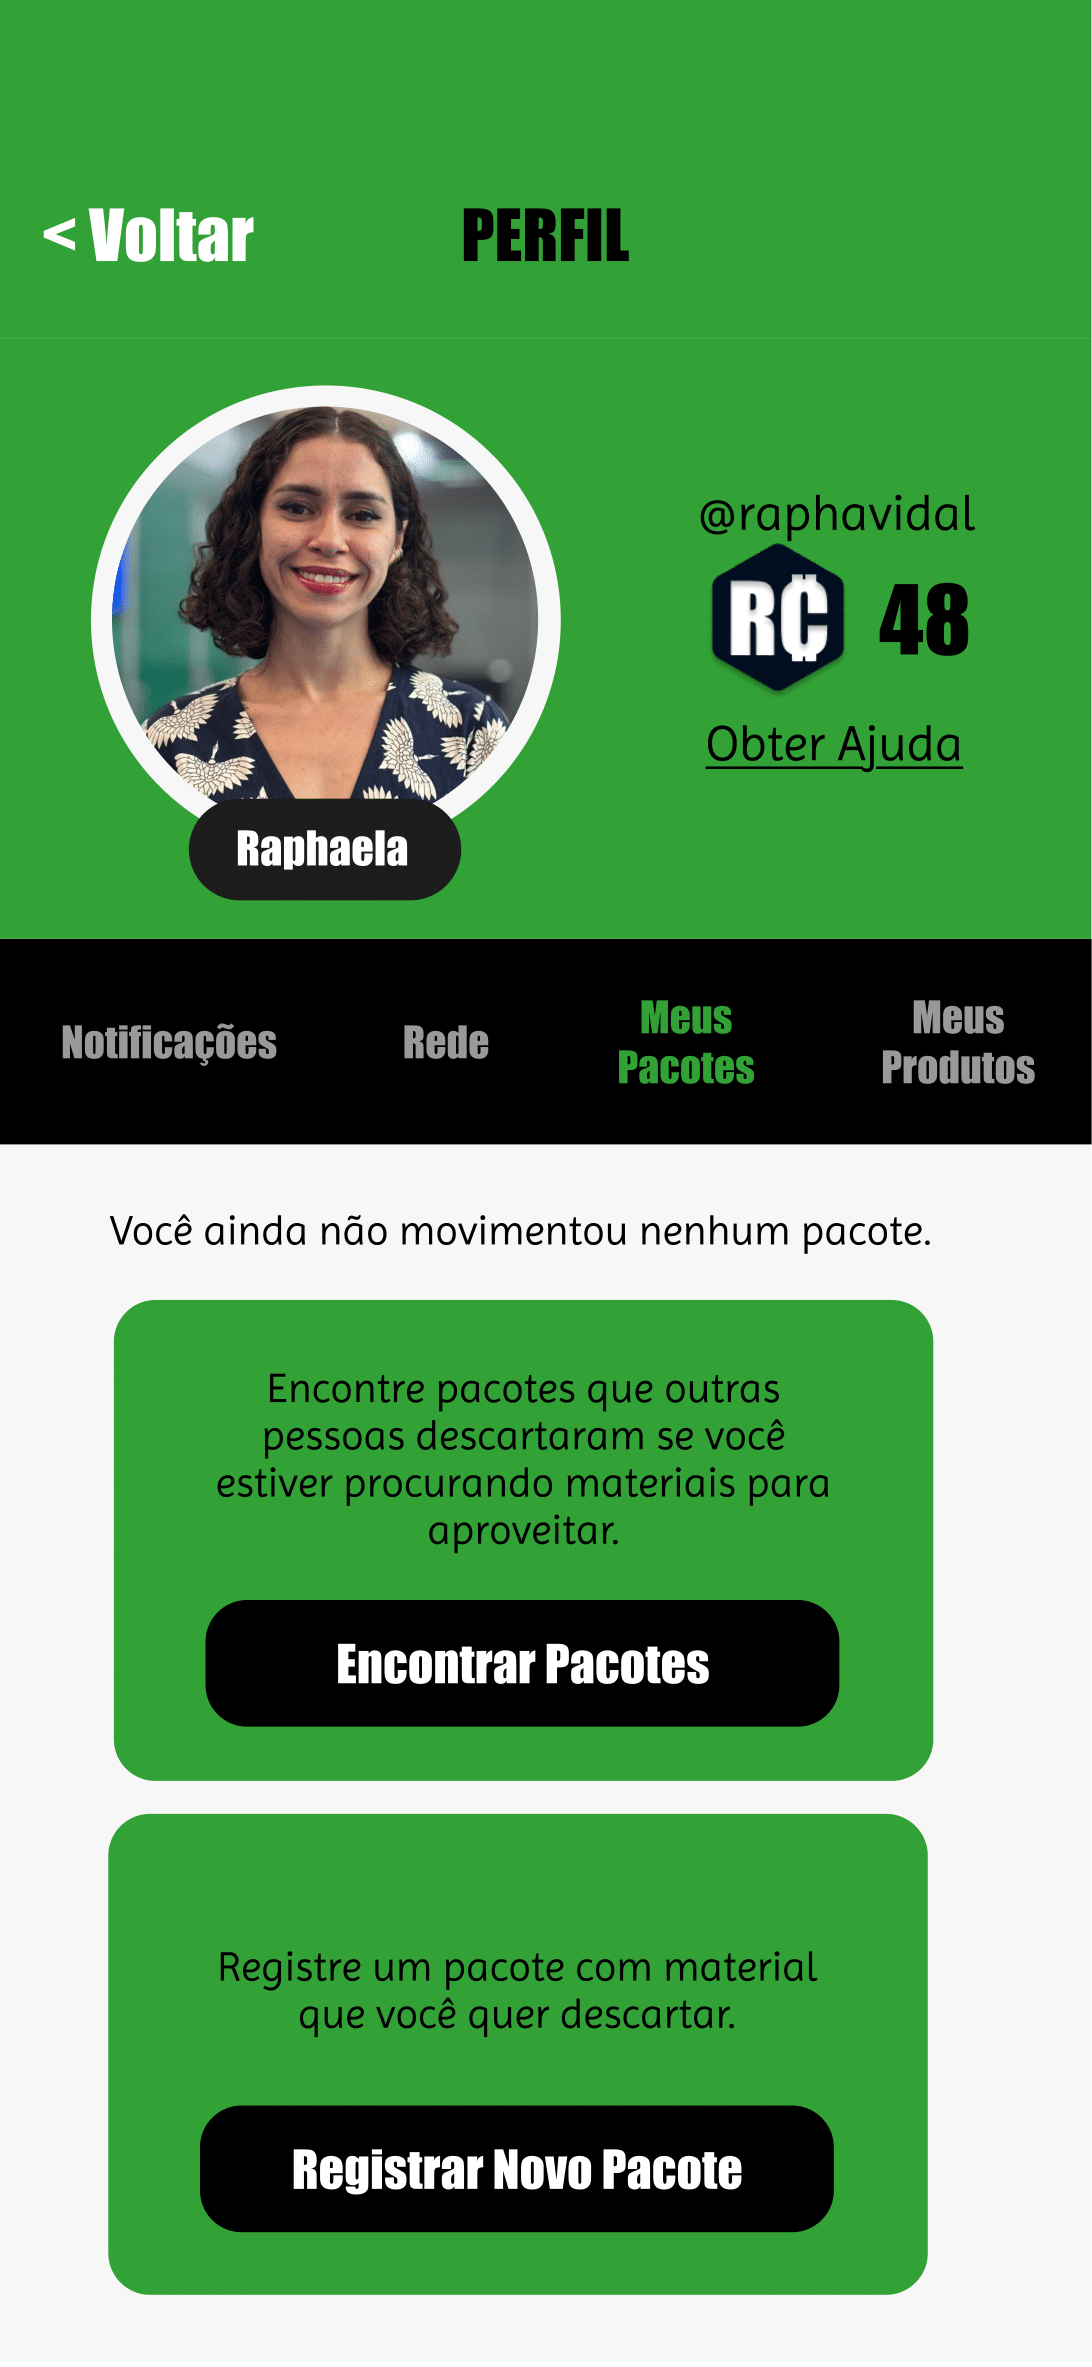 < Voltar PERFIL
@raphavidal
R₵ 48
Obter Ajuda
Raphaela
Notificações Rede Meus Pacotes Meus Produtos
Você ainda não movimentou nenhum pacote.
Encontre pacotes que outras
pessoas descartaram se você
estiver procurando materiais para
aproveitar.
Encontrar Pacotes
Registre um pacote com material
que você quer descartar.
Registrar Novo Pacote